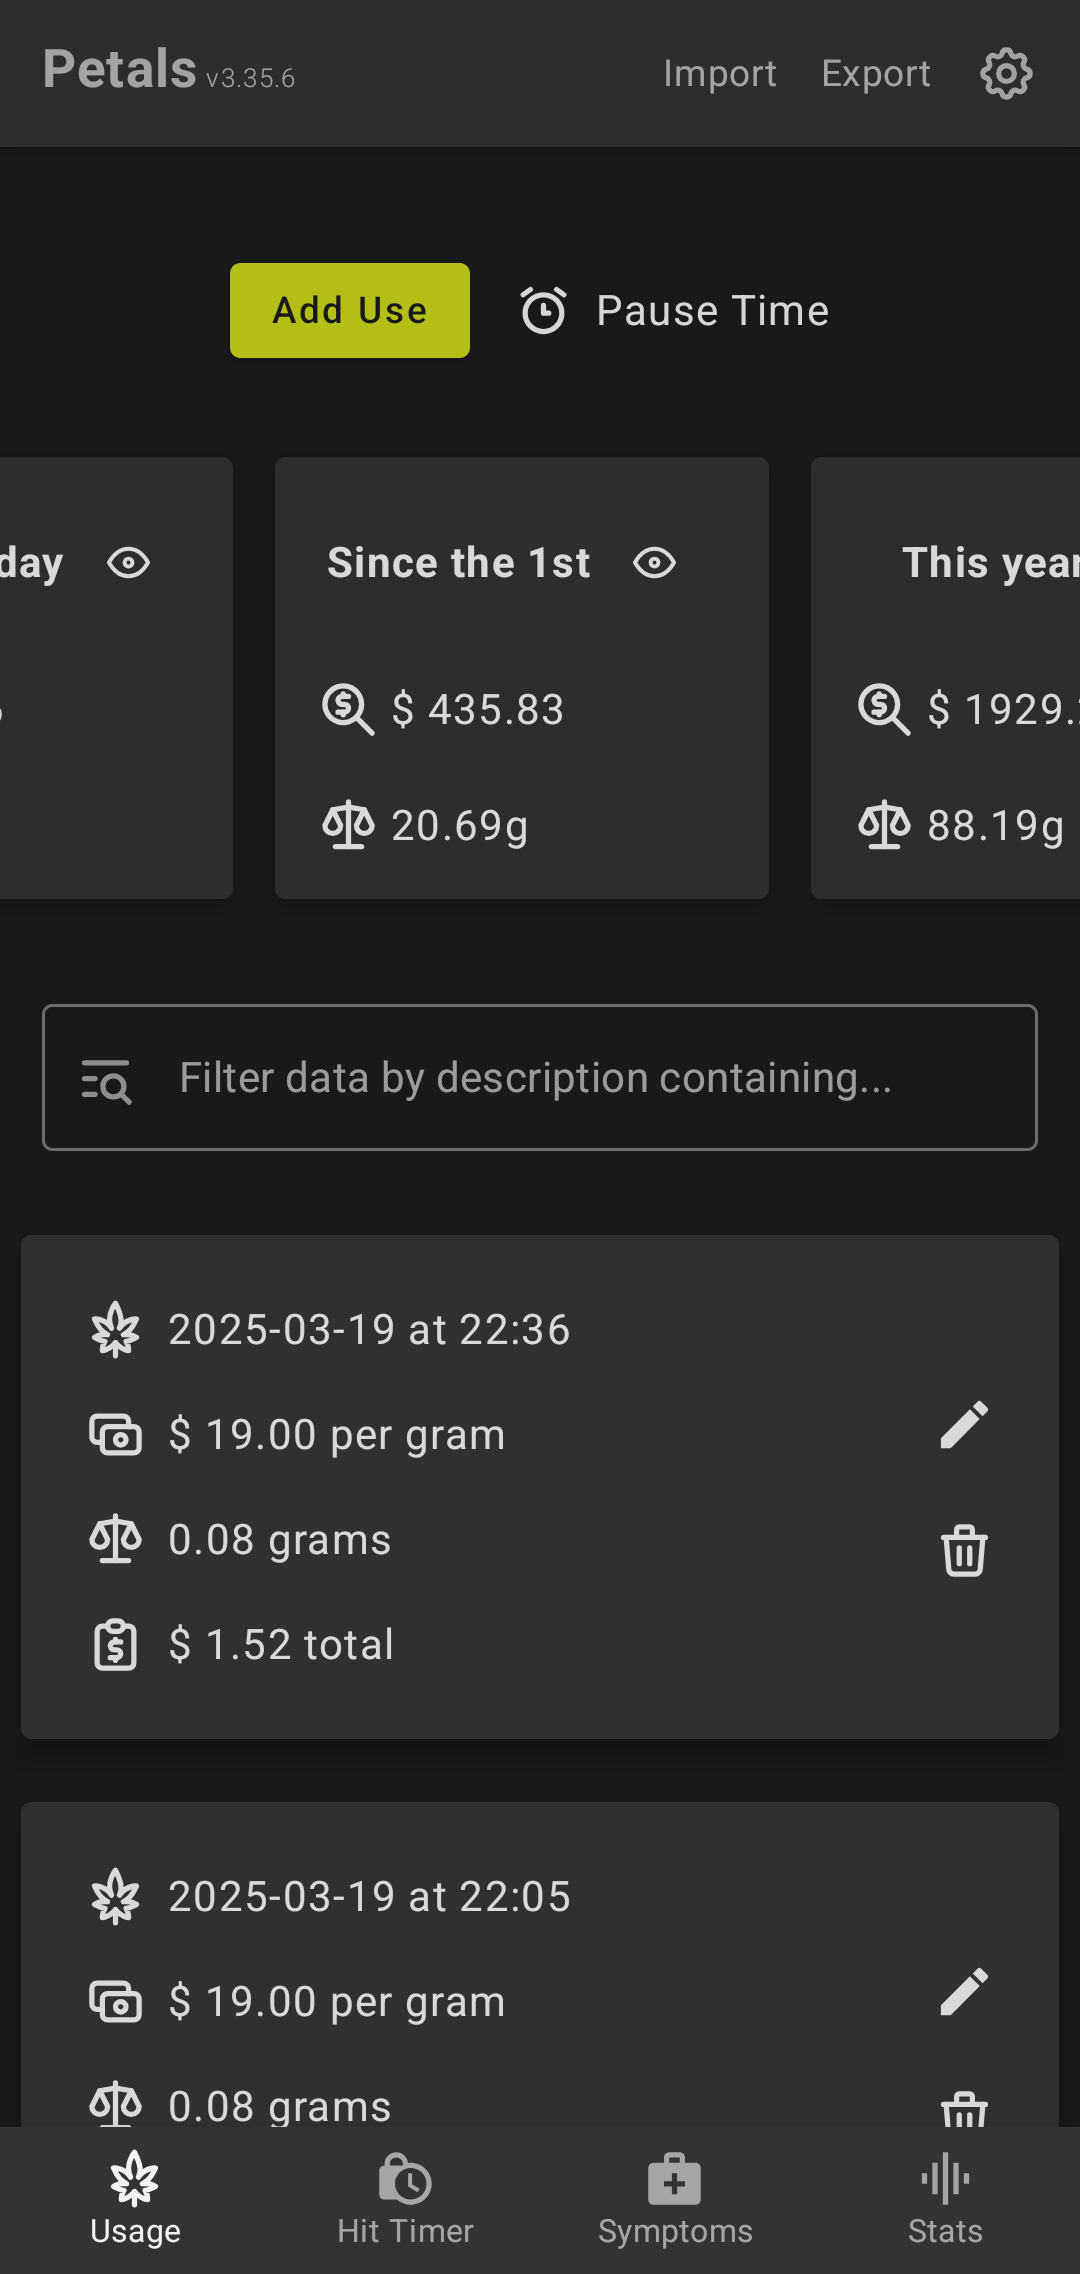 Petals v3.35.6
Import Export
Add Use
Pause Time
day
Since the 1st
This year
$ 435.83
$ 1929.
20.69g
88.19g
Filter data by description containing...
2025-03-19 at 22:36
$ 19.00 per gram
0.08 grams
$ 1.52 total
2025-03-19 at 22:05
$ 19.00 per gram
0.08 grams
Usage
Hit Timer
Symptoms
Stats